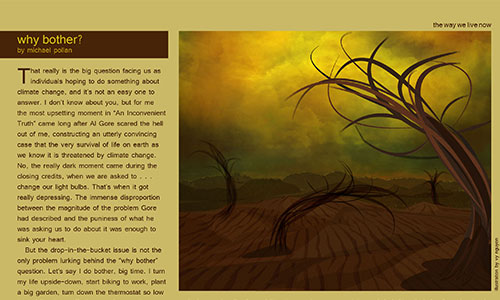 the way we live now
why bother?
by michael pollan
That really is the big question facing us as
individuals hoping to do something about
climate change, and it's not an easy one to
answer. I don't know about you, but for me
the most upsetting moment in "An Inconvenient
Truth" came long after Al Gore scared the hell
out of me, constructing an utterly convincing
case that the very survival of life on earth as
we know it is threatened by climate change.
No, the really dark moment came during the
closing credits, when we are asked to . . .
change our light bulbs. That's when it got
really depressing. The immense disproportion
between the magnitude of the problem Gore
had described and the puniness of what he
was asking us to do about it was enough to
sink your heart.
But the drop-in-the-bucket issue is not the
only problem lurking behind the "why bother"
question. Let's say I do bother, big time. I turn
my life upside-down, start biking to work, plant
a big garden, turn down the thermostat so low
illustration by vy nguyen